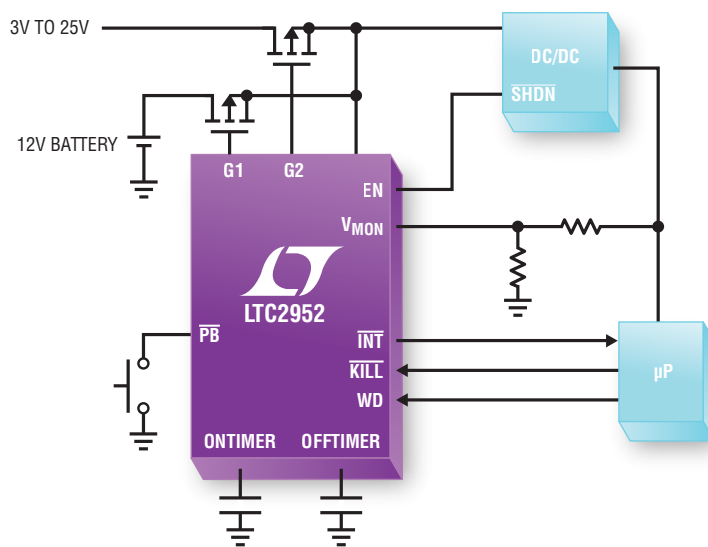 3V TO 25V
DC/DC
SHDN
12V BATTERY
G1 G2
EN
VMON
LTC2952
PB
INT
KILL
µP
WD
ONTIMER OFFTIMER